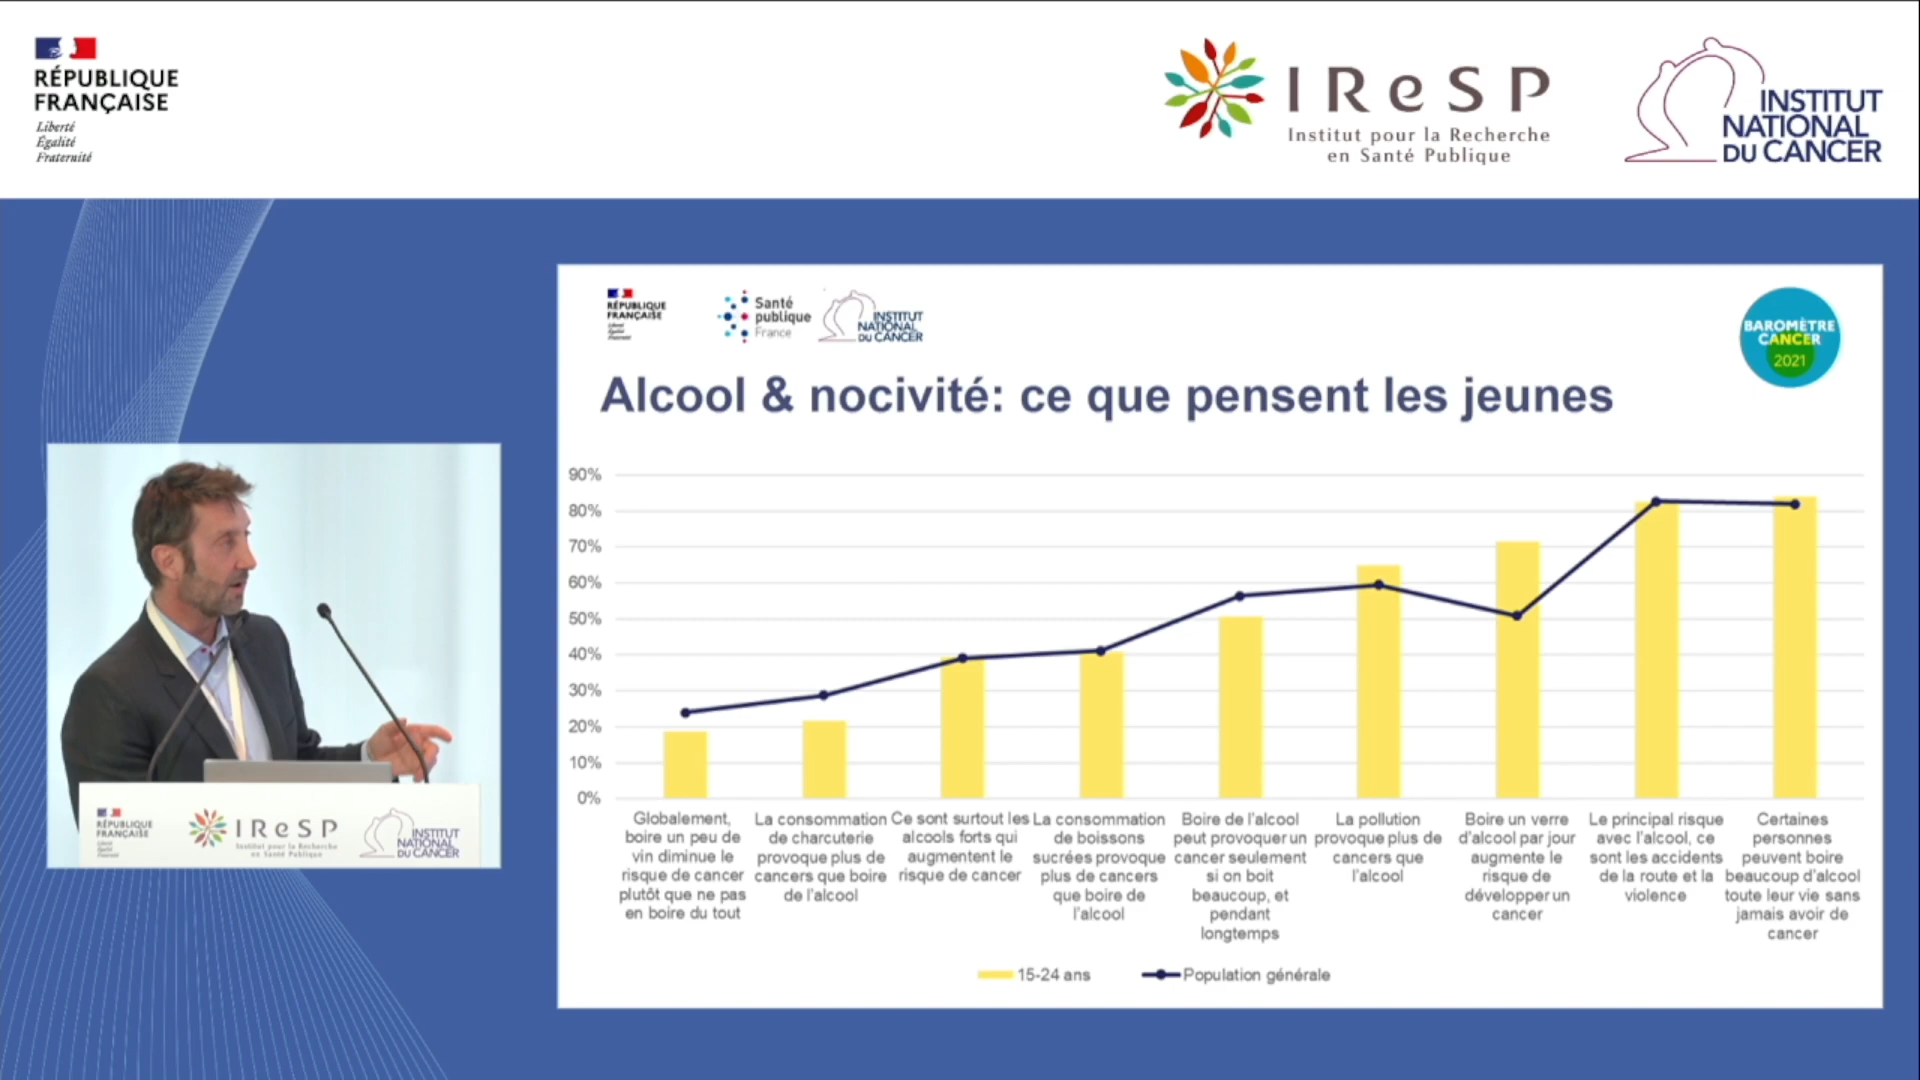 RÉPUBLIQUE
FRANÇAISE
Liberté
Égalité
Fraternité
IReSP
Institut pour la Recherche
en Santé Publique
INSTITUT
NATIONAL
DU CANCER
RÉPUBLIQUE
FRANÇAISE
Santé
publique
France
INSTITUT
NATIONAL
DU CANCER
BAROMÈTRE
CANCER
2021
Alcool & nocivité: ce que pensent les jeunes
90%
80%
70%
60%
50%
40%
30%
20%
10%
0%
Globalement,
boire un peu de
vin diminue le
risque de cancer
plutôt que ne pas
en boire du tout
La consommation
de charcuterie
provoque plus de
cancers que boire
de l'alcool
Ce sont surtout les
alcools forts qui
augmentent le
risque de cancer
La consommation
de boissons
sucrées provoque
plus de cancers
que boire de
l'alcool
Boire de l'alcool
peut provoquer un
cancer seulement
si on boit
beaucoup, et
pendant
longtemps
La pollution
provoque plus de
cancers que
l'alcool
Boire un verre
d'alcool par jour
augmente le
risque de
développer un
cancer
Le principal risque
avec l'alcool, ce
sont les accidents
de la route et la
violence
Certaines
personnes
peuvent boire
beaucoup d'alcool
toute leur vie sans
jamais avoir de
cancer
15-24 ans
Population générale
RÉPUBLIQUE
FRANÇAISE
IReSP
Institut pour la Recherche
en Santé Publique
INSTITUT
NATIONAL
DU CANCER